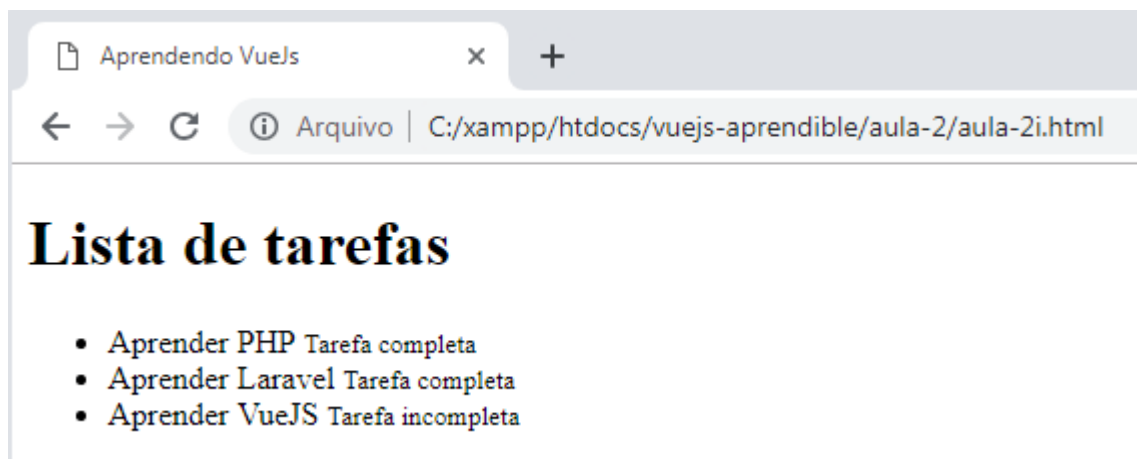 Aprendendo VueJs
Arquivo C:/xampp/htdocs/vuejs-aprendible/aula-2/aula-2i.html
Lista de tarefas
Aprender PHP Tarefa completa
Aprender Laravel Tarefa completa
Aprender VueJS Tarefa incompleta